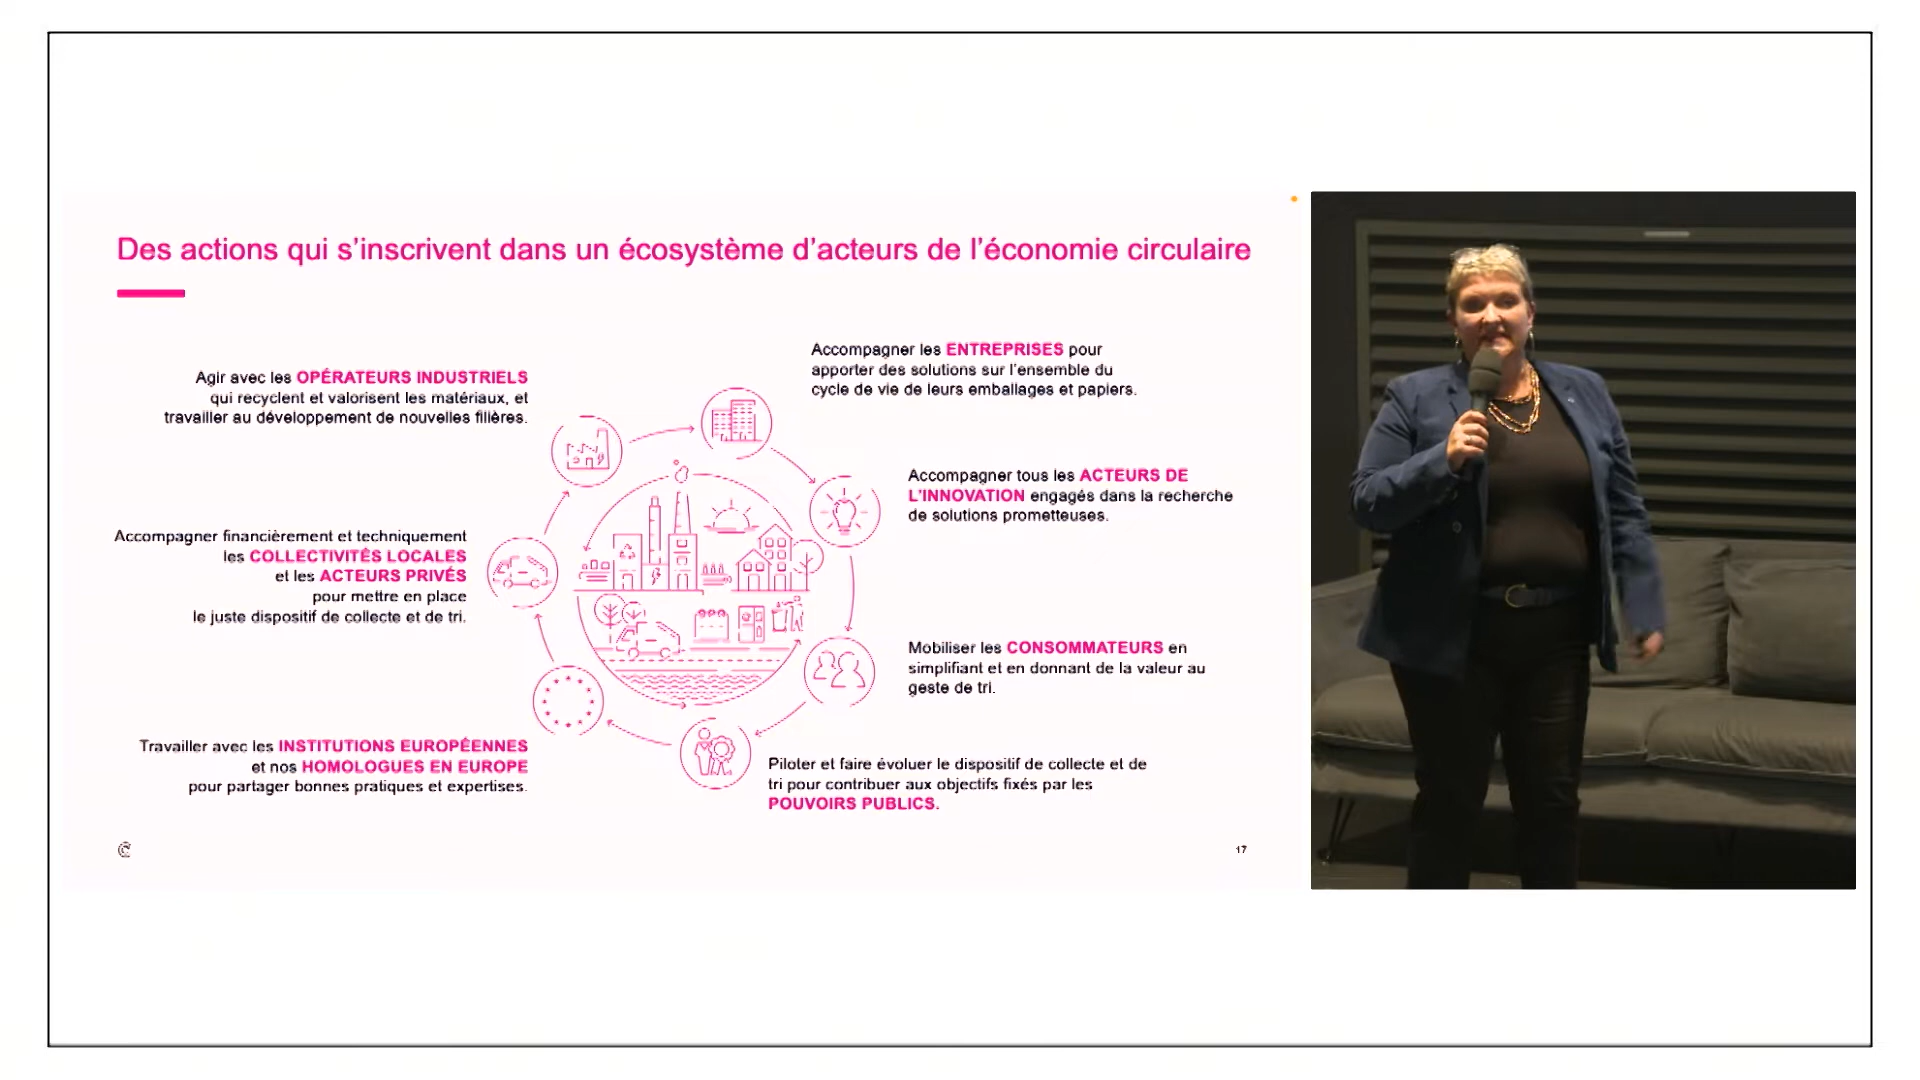 Des actions qui s’inscrivent dans un écosystème d’acteurs de l’économie circulaire
Agir avec les OPÉRATEURS INDUSTRIELS
qui recyclent et valorisent les matériaux, et
travailler au développement de nouvelles filières.
Accompagner les ENTREPRISES pour
apporter des solutions sur l’ensemble du
cycle de vie de leurs emballages et papiers.
Accompagner tous les ACTEURS DE
L’INNOVATION engagés dans la recherche
de solutions prometteuses.
Accompagner financièrement et techniquement
les COLLECTIVITÉS LOCALES
et les ACTEURS PRIVÉS
pour mettre en place
le juste dispositif de collecte et de tri.
Mobiliser les CONSOMMATEURS en
simplifiant et en donnant de la valeur au
geste de tri.
Travailler avec les INSTITUTIONS EUROPÉENNES
et nos HOMOLOGUES EN EUROPE
pour partager bonnes pratiques et expertises.
Piloter et faire évoluer le dispositif de collecte et de
tri pour contribuer aux objectifs fixés par les
POUVOIRS PUBLICS.
17